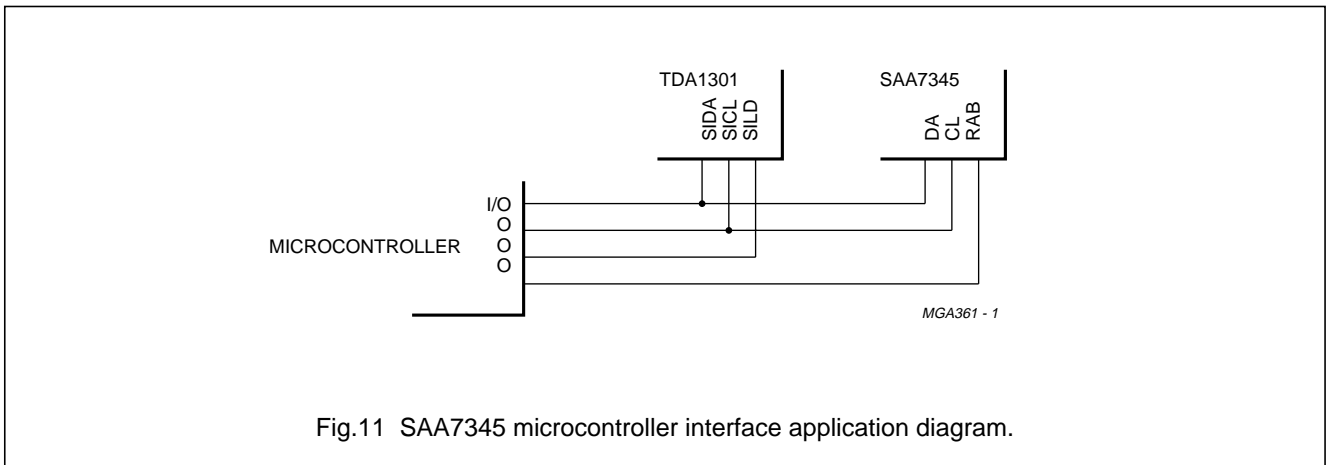 TDA1301
SIDA
SICL
SILD
SAA7345
DA
CL
RAB
MICROCONTROLLER
I/O
O
O
O
MGA361 - 1
Fig.11 SAA7345 microcontroller interface application diagram.